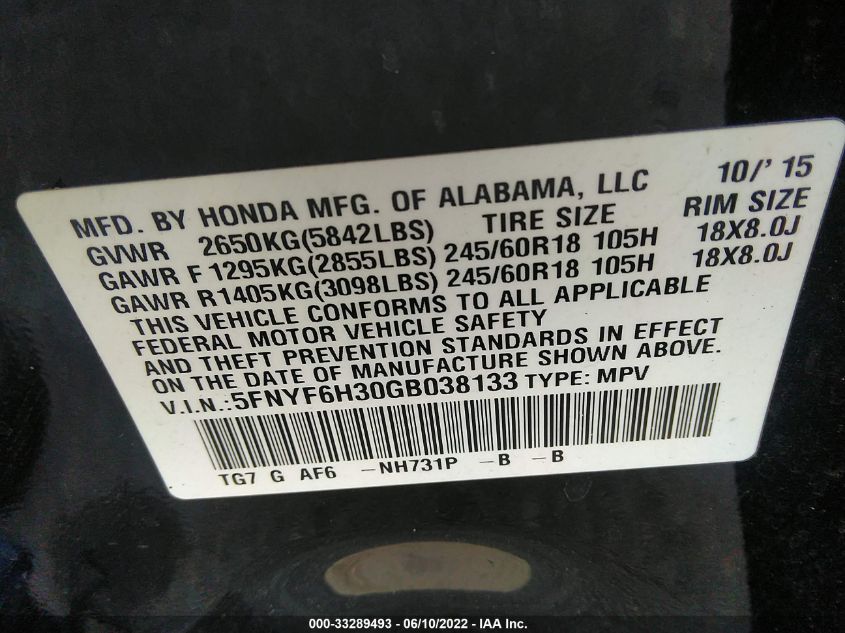 MFD. BY HONDA MFG. OF ALABAMA, LLC 10/' 15
GVWR 2650KG(5842LBS) TIRE SIZE RIM SIZE
GAWR F 1295KG(2855LBS) 245/60R18 105H 18X8.0J
GAWR R1405KG(3098LBS) 245/60R18 105H 18X8.0J
THIS VEHICLE CONFORMS TO ALL APPLICABLE
FEDERAL MOTOR VEHICLE SAFETY
AND THEFT PREVENTION STANDARDS IN EFFECT
ON THE DATE OF MANUFACTURE SHOWN ABOVE.
V.I.N.:5FNYF6H30GB038133 TYPE: MPV
TG7 G AF6 -NH731P -B -B
000-33289493 - 06/10/2022 - IAA Inc.